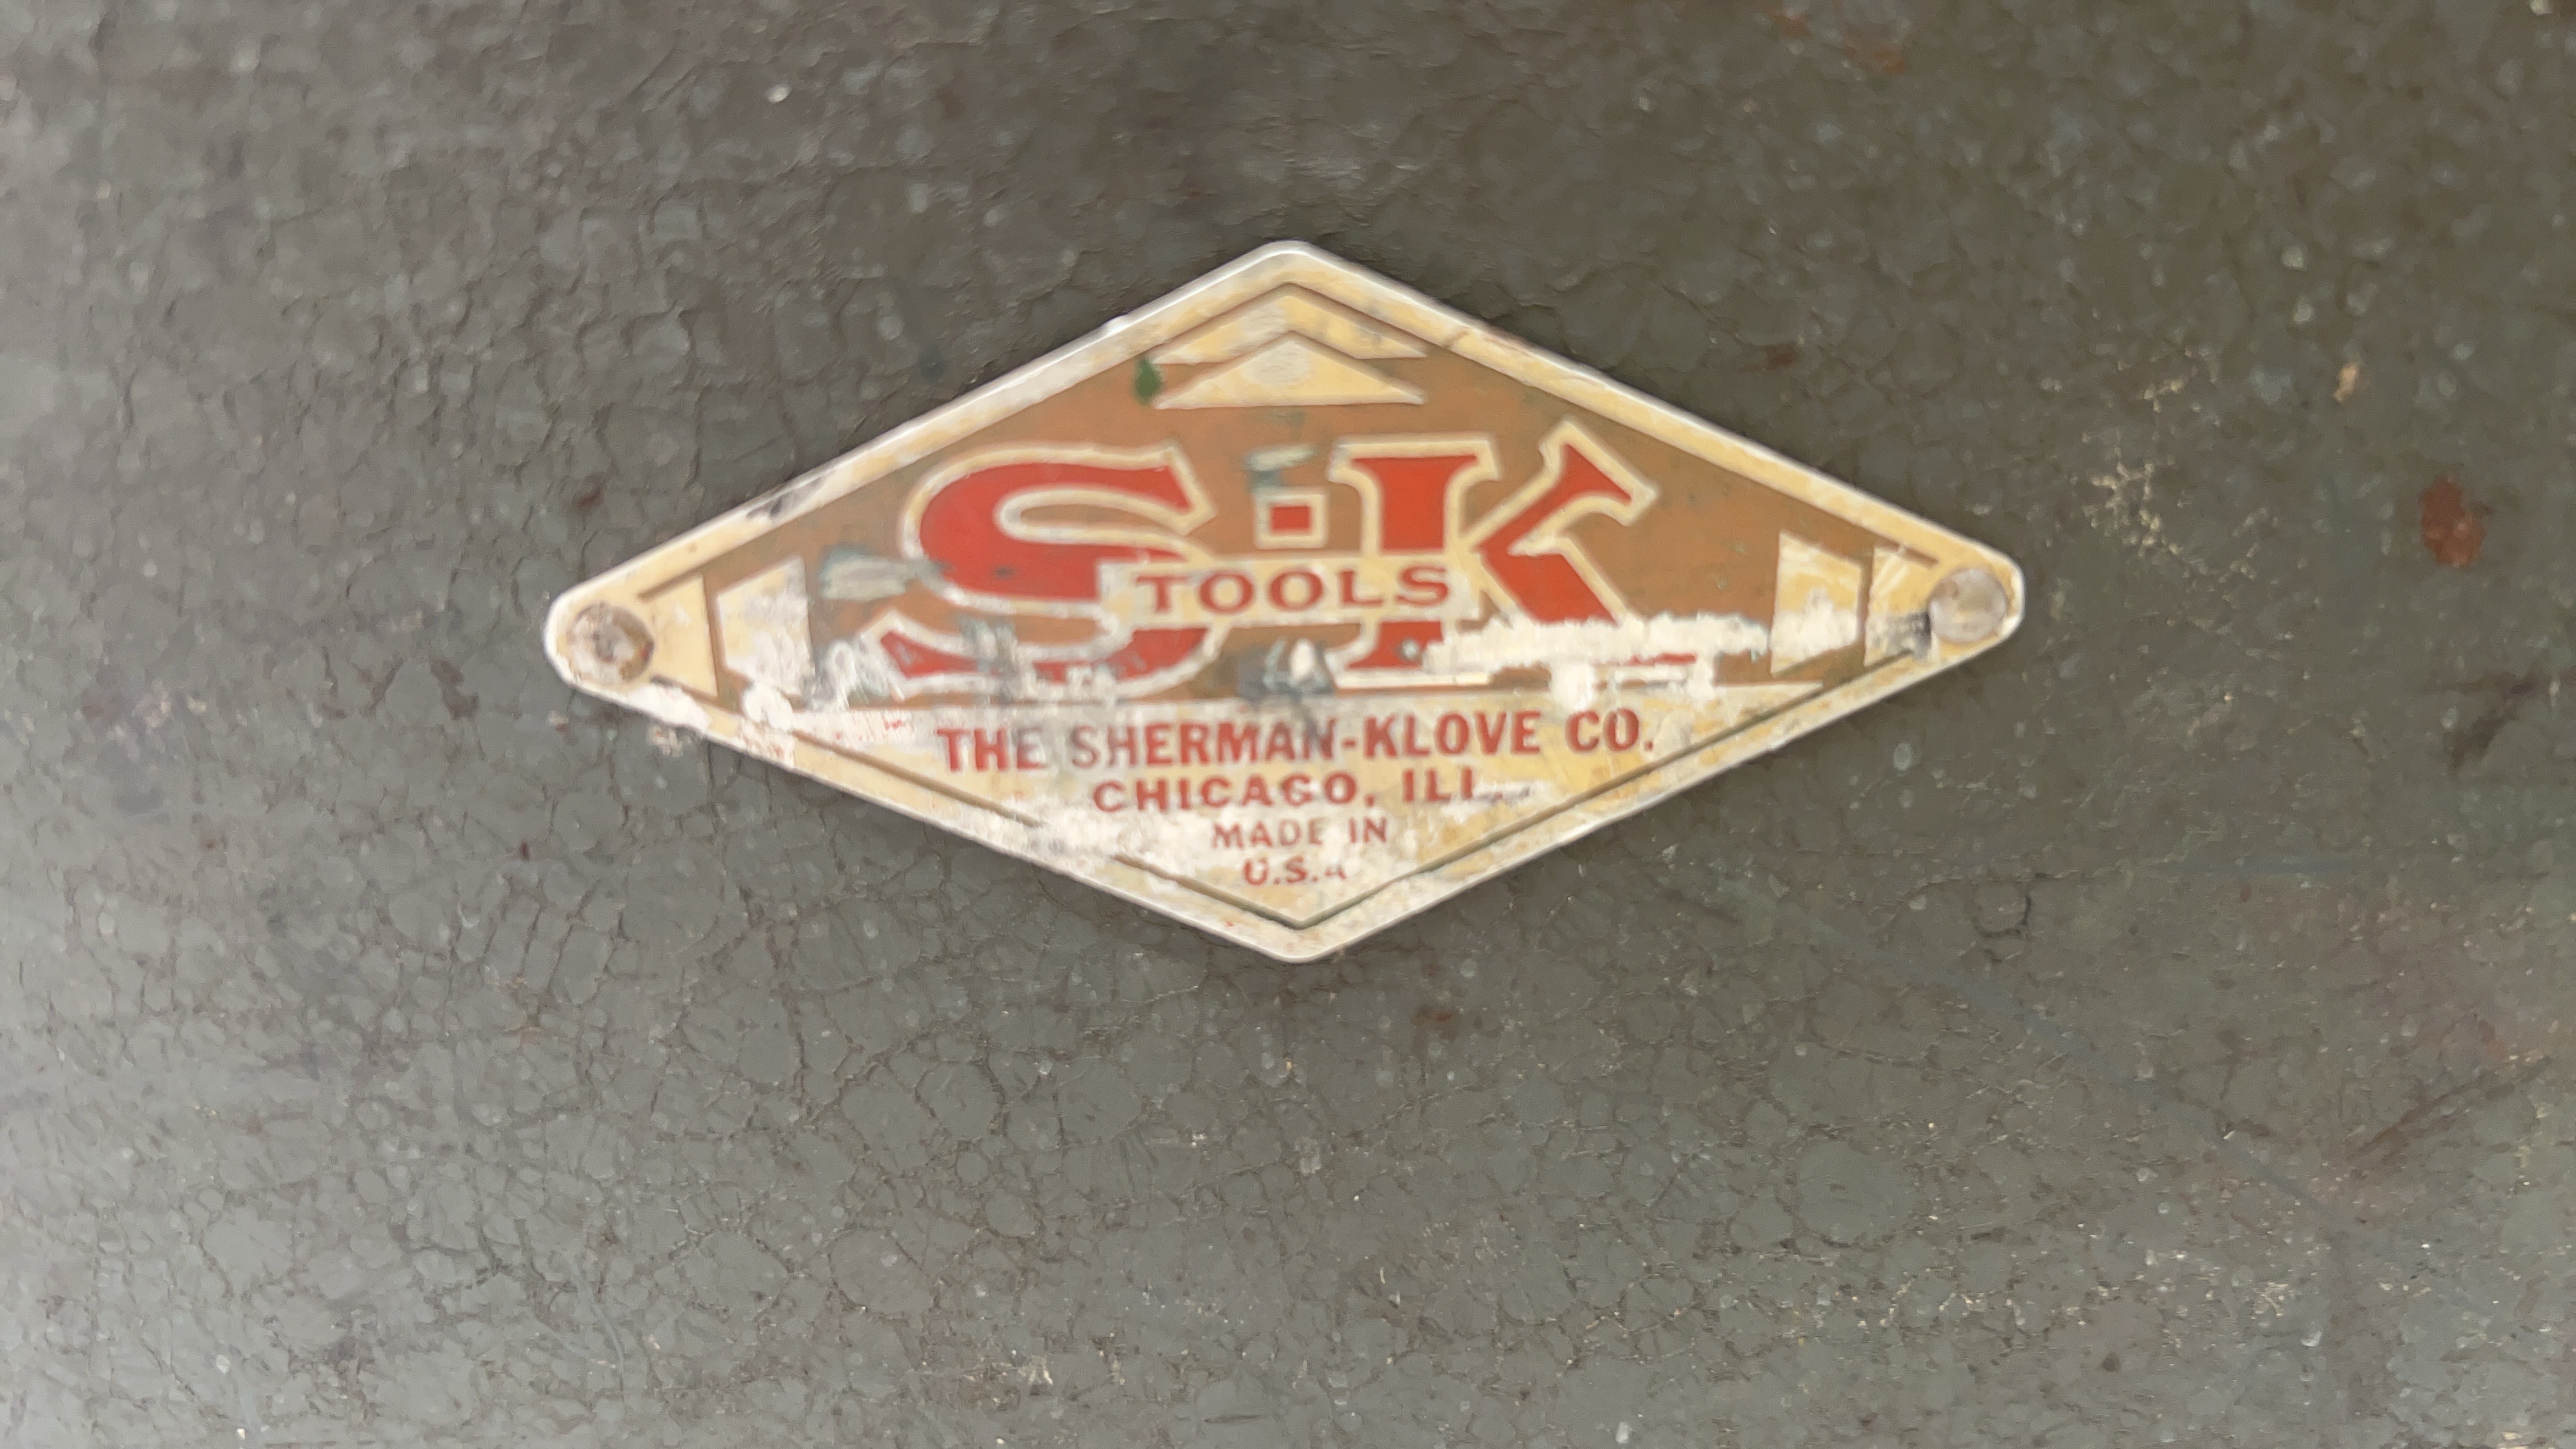 S·K
TOOLS
THE SHERMAN-KLOVE CO.
CHICAGO, ILL.
MADE IN
U.S.A